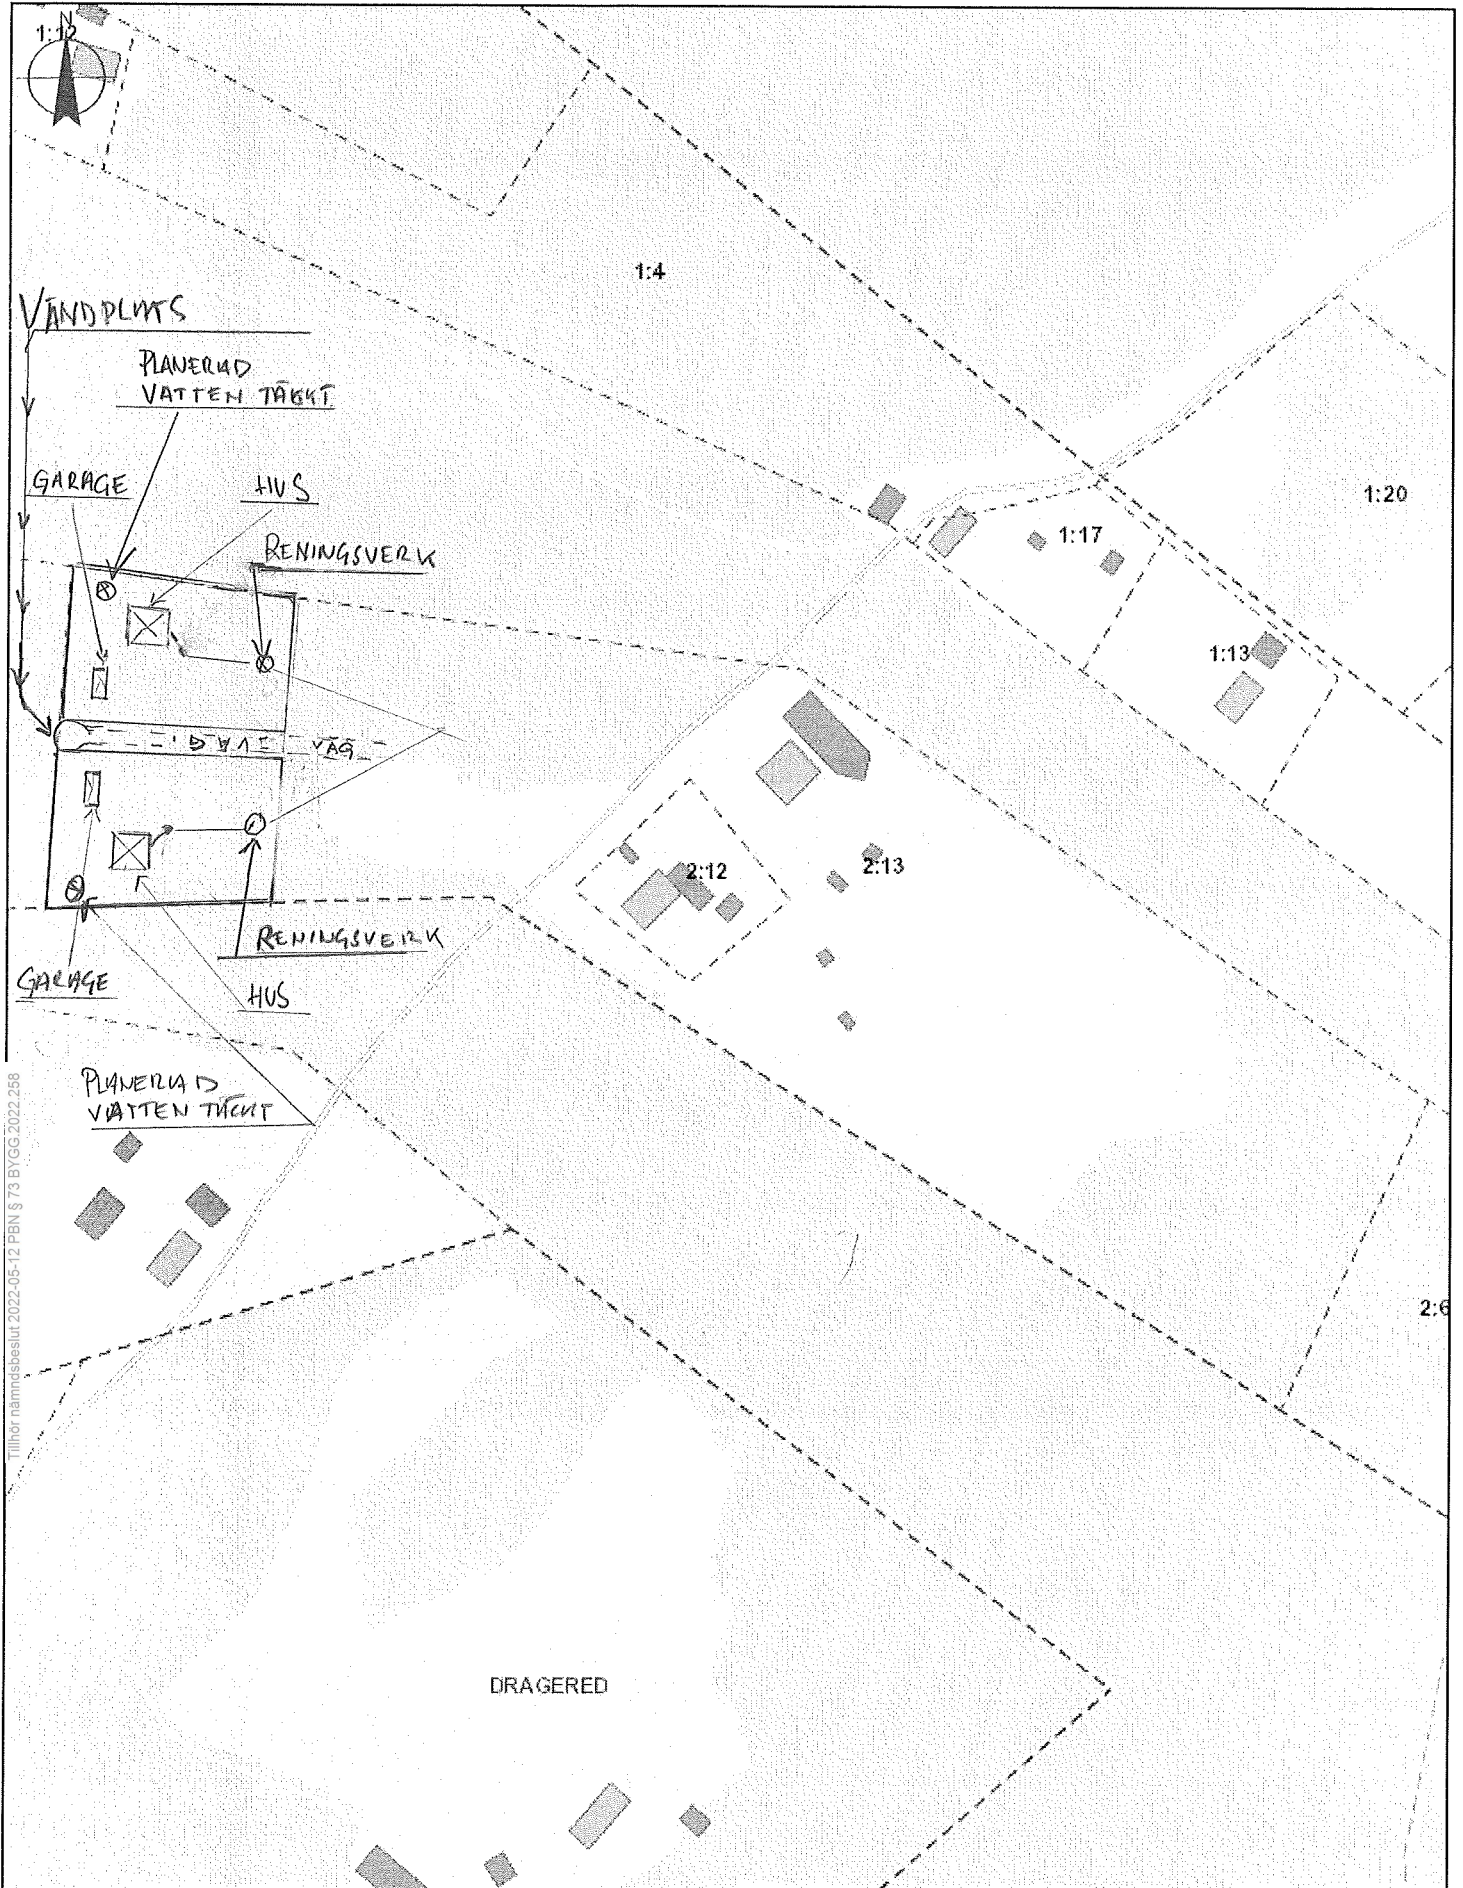 N
1:12
1:4
VÄNDPLATS
PLANERAD
VATTEN TÄKKT
GARAGE
HUS
RENINGSVERK
1:20
1:17
1:13
VÄG
2:12
2:13
RENINGSVERK
GARAGE
HUS
PLANERAD
VATTEN TÄCKT
2:6
DRAGERED
Tillhör nämndsbeslut 2022-05-12 PBN § 73 BYGG.2022.258